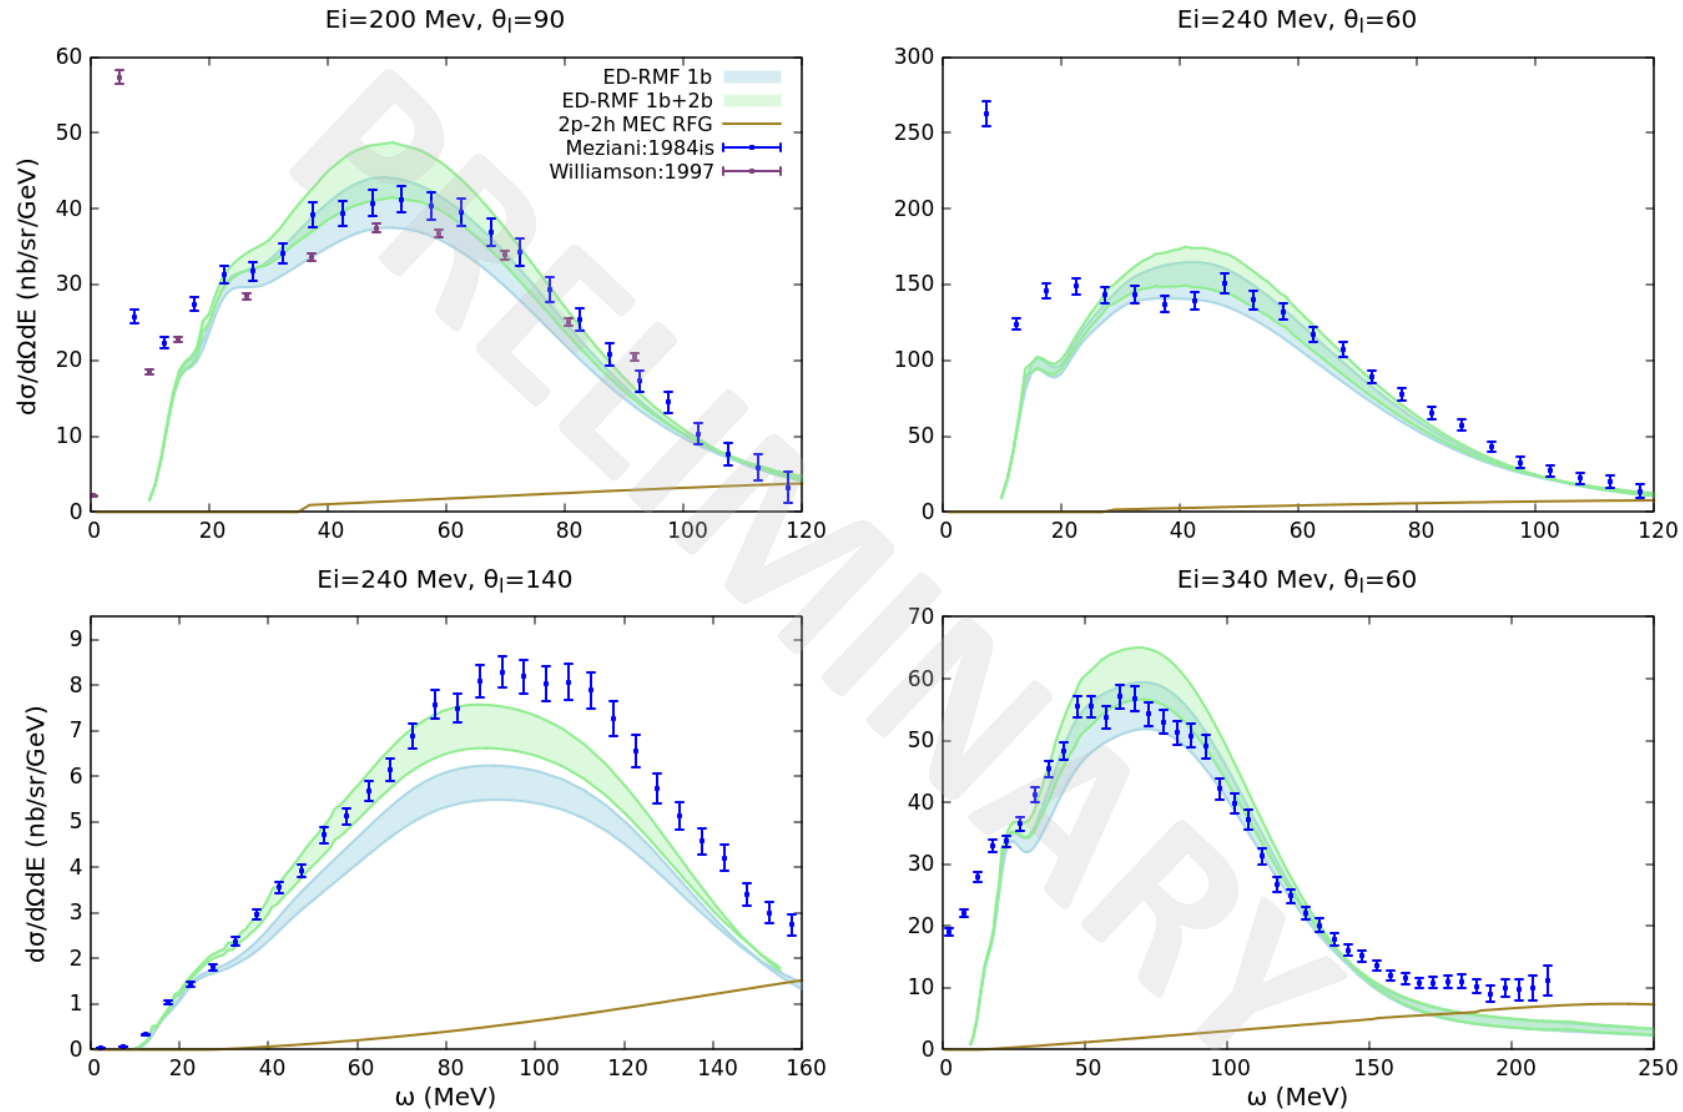 Ei=200 Mev, θl=90
60
50
40
30
20
10
0
0 20 40 60 80 100 120
dσ/dΩdE (nb/sr/GeV)
ED-RMF 1b
ED-RMF 1b+2b
2p-2h MEC RFG
Meziani:1984is
Williamson:1997
Ei=240 Mev, θl=60
300
250
200
150
100
50
0
0 20 40 60 80 100 120
Ei=240 Mev, θl=140
9
8
7
6
5
4
3
2
1
0
0 20 40 60 80 100 120 140 160
dσ/dΩdE (nb/sr/GeV)
ω (MeV)
Ei=340 Mev, θl=60
70
60
50
40
30
20
10
0
0 50 100 150 200 250
ω (MeV)
PRELIMINARY